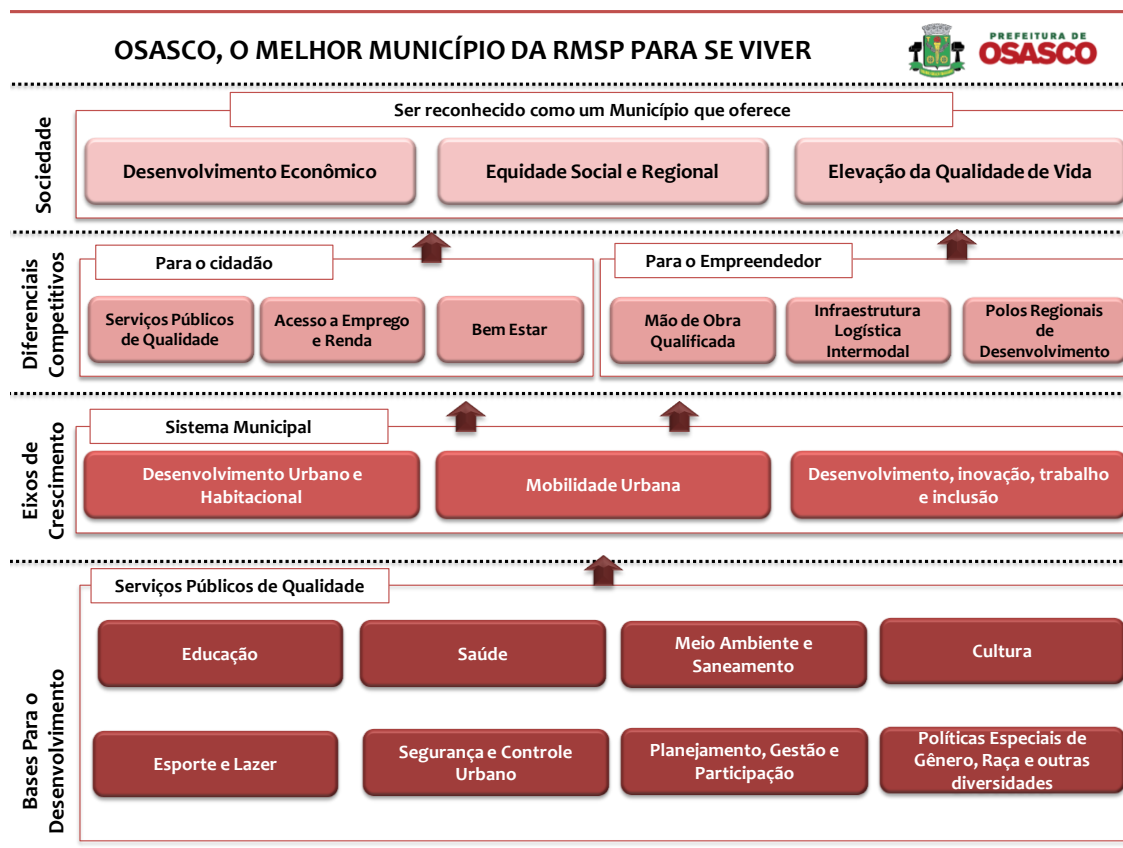 OSASCO, O MELHOR MUNICÍPIO DA RMSP PARA SE VIVER
PREFEITURA DE
OSASCO
Sociedade
Ser reconhecido como um Município que oferece
Desenvolvimento Econômico
Equidade Social e Regional
Elevação da Qualidade de Vida
Diferenciais
Competitivos
Para o cidadão
Serviços Públicos
de Qualidade
Acesso a Emprego
e Renda
Bem Estar
Para o Empreendedor
Mão de Obra
Qualificada
Infraestrutura
Logística
Intermodal
Polos Regionais
de
Desenvolvimento
Eixos de
Crescimento
Sistema Municipal
Desenvolvimento Urbano e
Habitacional
Mobilidade Urbana
Desenvolvimento, inovação, trabalho
e inclusão
Bases Para o
Desenvolvimento
Serviços Públicos de Qualidade
Educação
Saúde
Meio Ambiente e
Saneamento
Cultura
Esporte e Lazer
Segurança e Controle
Urbano
Planejamento, Gestão e
Participação
Políticas Especiais de
Gênero, Raça e outras
diversidades